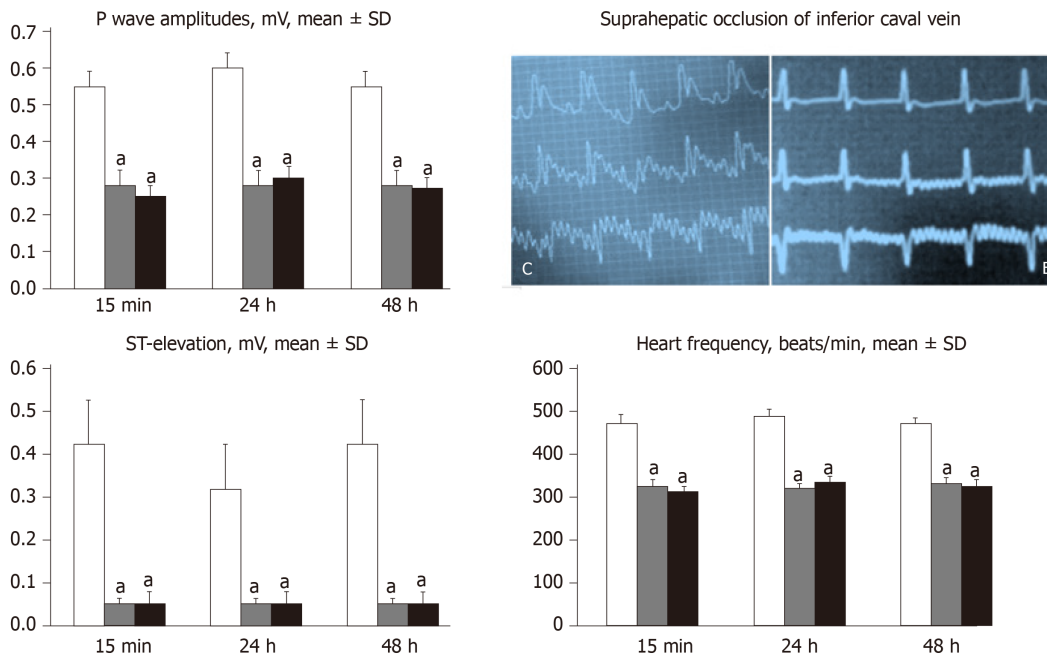 P wave amplitudes, mV, mean ± SD
0.7
0.6
0.5
0.4
0.3
0.2
0.1
0.0
a
a
a
a
a
a
15 min
24 h
48 h
Suprahepatic occlusion of inferior caval vein
C
ST-elevation, mV, mean ± SD
0.6
0.5
0.4
0.3
0.2
0.1
0.0
a
a
a
a
a
a
15 min
24 h
48 h
Heart frequency, beats/min, mean ± SD
600
500
400
300
200
100
0
a
a
a
a
a
a
15 min
24 h
48 h